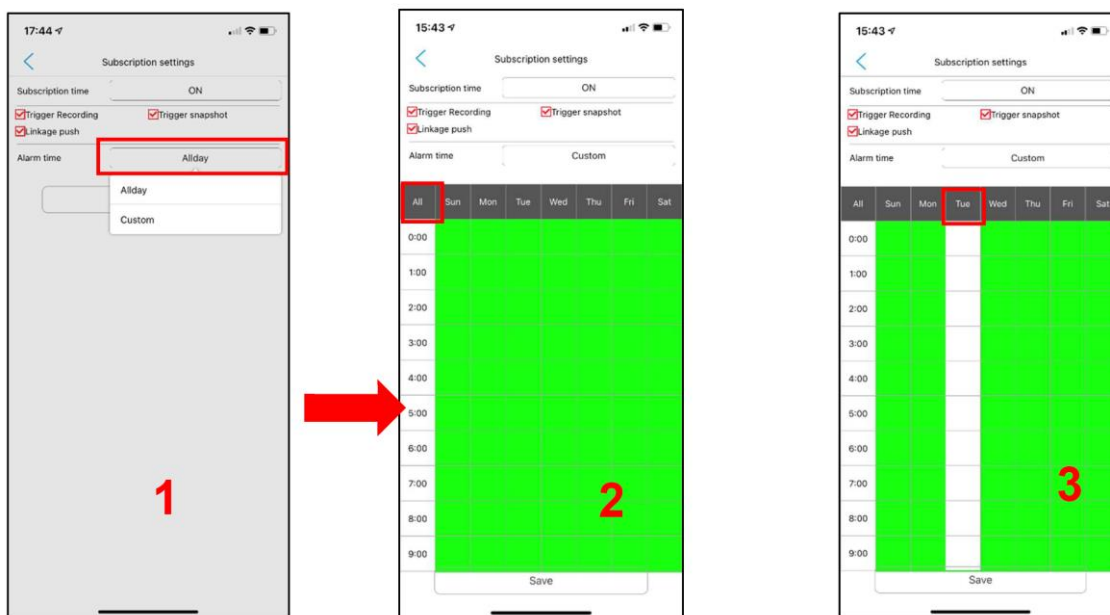 17:44
Subscription settings
Subscription time ON
Trigger Recording Trigger snapshot
Linkage push
Alarm time Allday
Allday
Custom
1
15:43
Subscription settings
Subscription time ON
Trigger Recording Trigger snapshot
Linkage push
Alarm time Custom
All Sun Mon Tue Wed Thu Fri Sat
0:00
1:00
2:00
3:00
4:00
5:00
6:00
7:00
8:00
9:00
2
Save
15:43
Subscription settings
Subscription time ON
Trigger Recording Trigger snapshot
Linkage push
Alarm time Custom
All Sun Mon Tue Wed Thu Fri Sat
0:00
1:00
2:00
3:00
4:00
5:00
6:00
7:00
8:00
9:00
3
Save